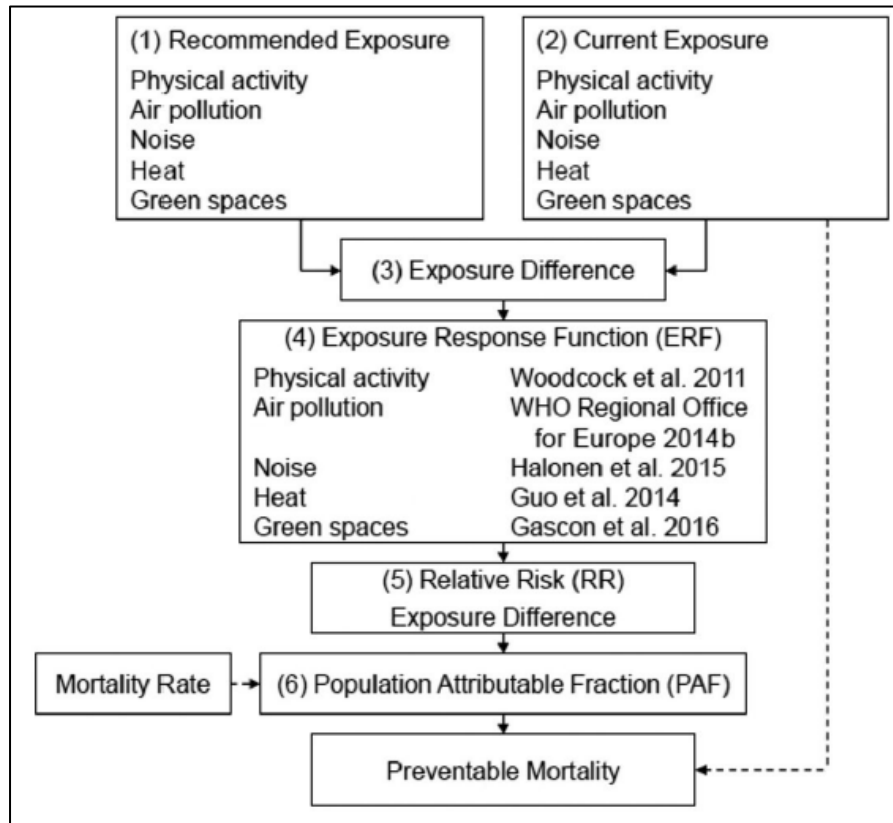 (1) Recommended Exposure
Physical activity
Air pollution
Noise
Heat
Green spaces
(2) Current Exposure
Physical activity
Air pollution
Noise
Heat
Green spaces
(3) Exposure Difference
(4) Exposure Response Function (ERF)
Physical activity Woodcock et al. 2011
Air pollution WHO Regional Office
for Europe 2014b
Noise Halonen et al. 2015
Heat Guo et al. 2014
Green spaces Gascon et al. 2016
(5) Relative Risk (RR)
Exposure Difference
Mortality Rate
(6) Population Attributable Fraction (PAF)
Preventable Mortality